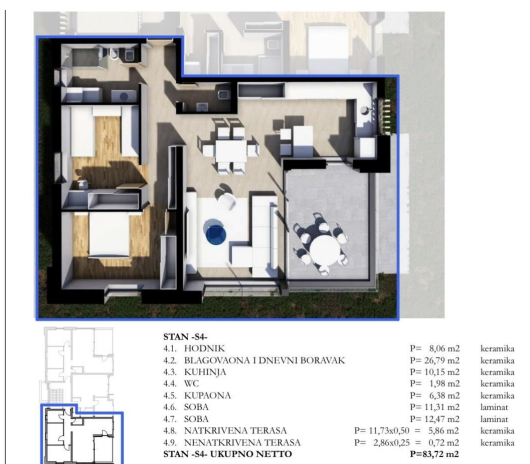 STAN -S4-
4.1. HODNIK P= 8,06 m2 keramika
4.2. BLAGOVAONA I DNEVNI BORAVAK P= 26,79 m2 keramika
4.3. KUHINJA P= 10,15 m2 keramika
4.4. WC P= 1,98 m2 keramika
4.5. KUPAONA P= 6,38 m2 keramika
4.6. SOBA P= 11,31 m2 laminat
4.7. SOBA P= 12,47 m2 laminat
4.8. NATKRIVENA TERASA P= 11,73x0,50 = 5,86 m2 keramika
4.9. NENATKRIVENA TERASA P= 2,86x0,25 = 0,72 m2 keramika
STAN -S4- UKUPNO NETTO P=83,72 m2